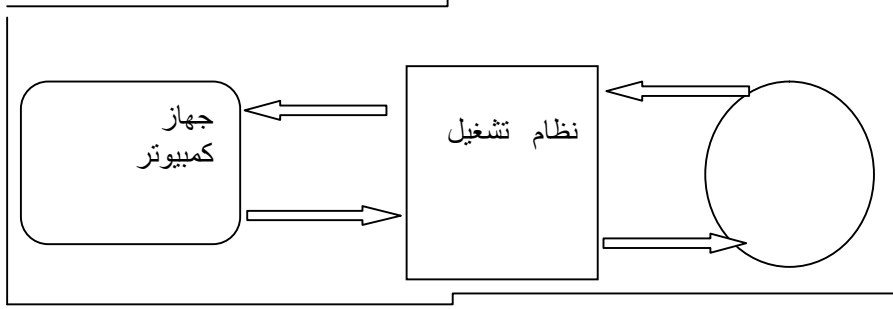 نظام تشغيل
جهاز
كمبيوتر